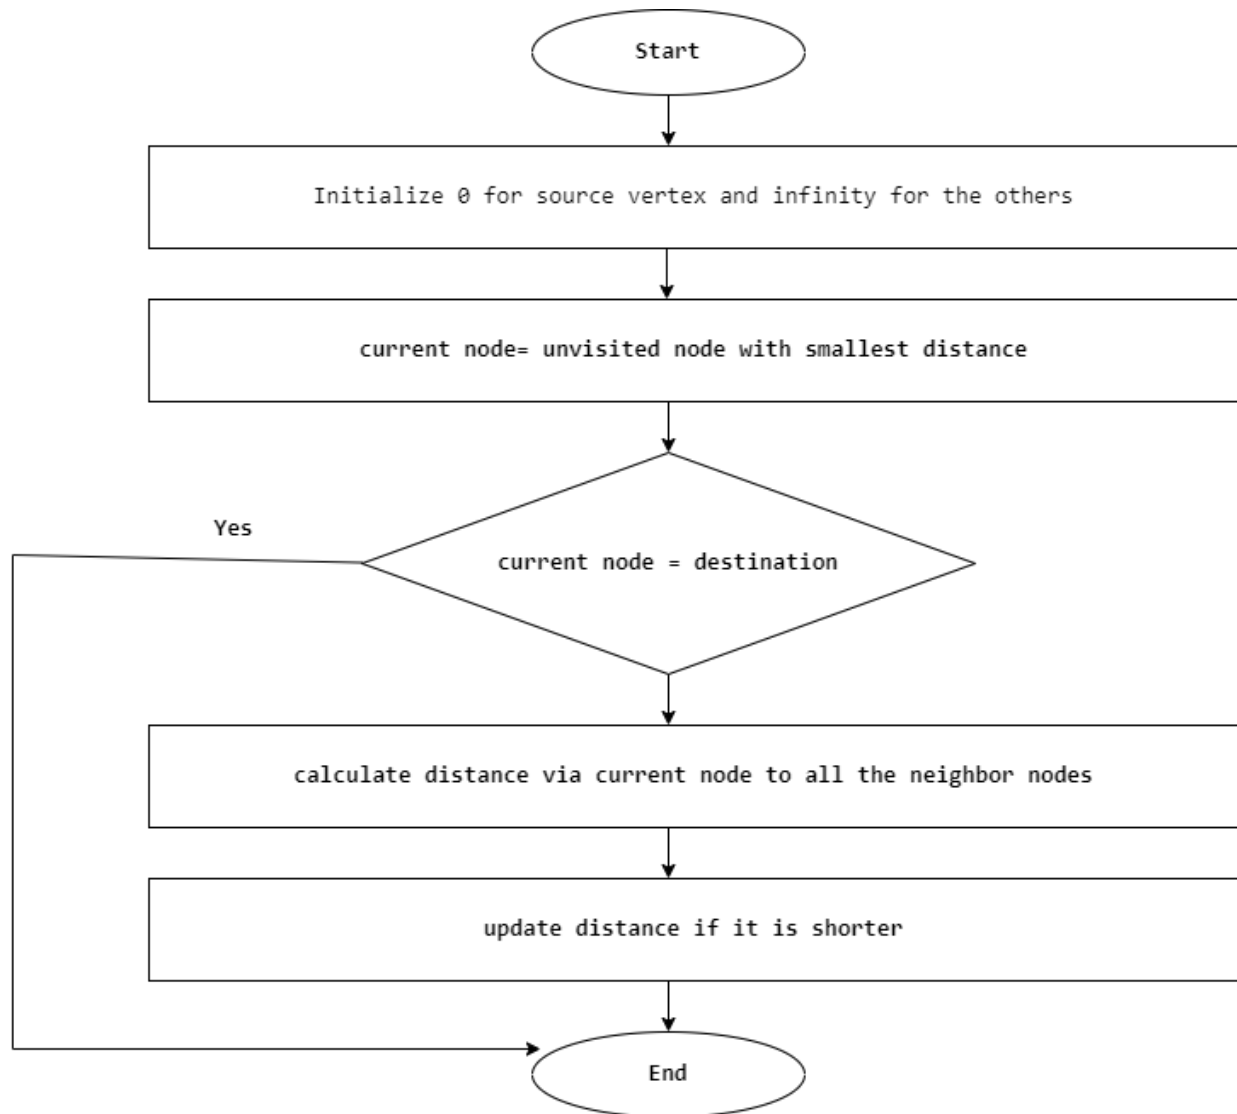 Start
Initialize 0 for source vertex and infinity for the others
current node= unvisited node with smallest distance
Yes
current node = destination
calculate distance via current node to all the neighbor nodes
update distance if it is shorter
End